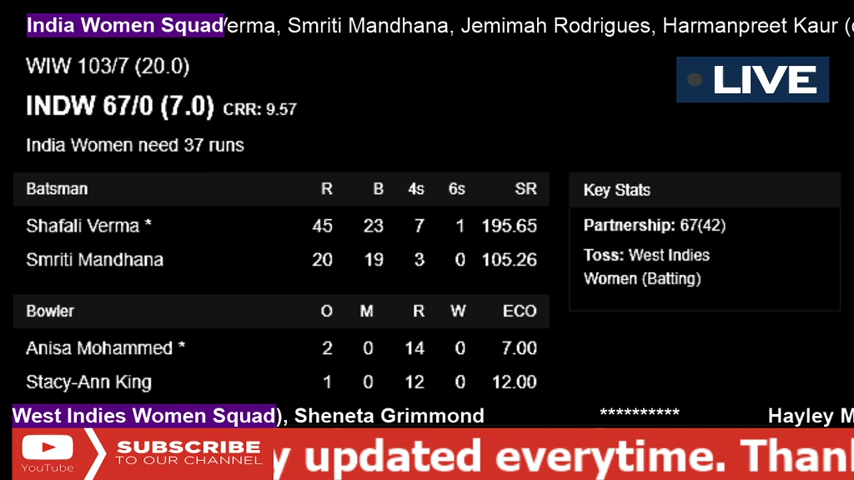 India Women Squad Verma, Smriti Mandhana, Jemimah Rodrigues, Harmanpreet Kaur
WIW 103/7 (20.0)
LIVE
INDW 67/0 (7.0) CRR: 9.57
India Women need 37 runs
Batsman R B 4s 6s SR
Shafali Verma * 45 23 7 1 195.65
Smriti Mandhana 20 19 3 0 105.26
Key Stats
Partnership: 67(42)
Toss: West Indies
Women (Batting)
Bowler O M R W ECO
Anisa Mohammed * 2 0 14 0 7.00
Stacy-Ann King 1 0 12 0 12.00
West Indies Women Squad), Sheneta Grimmond ********** Hayley M
YouTube
SUBSCRIBE
TO OUR CHANNEL
y updated everytime. Than